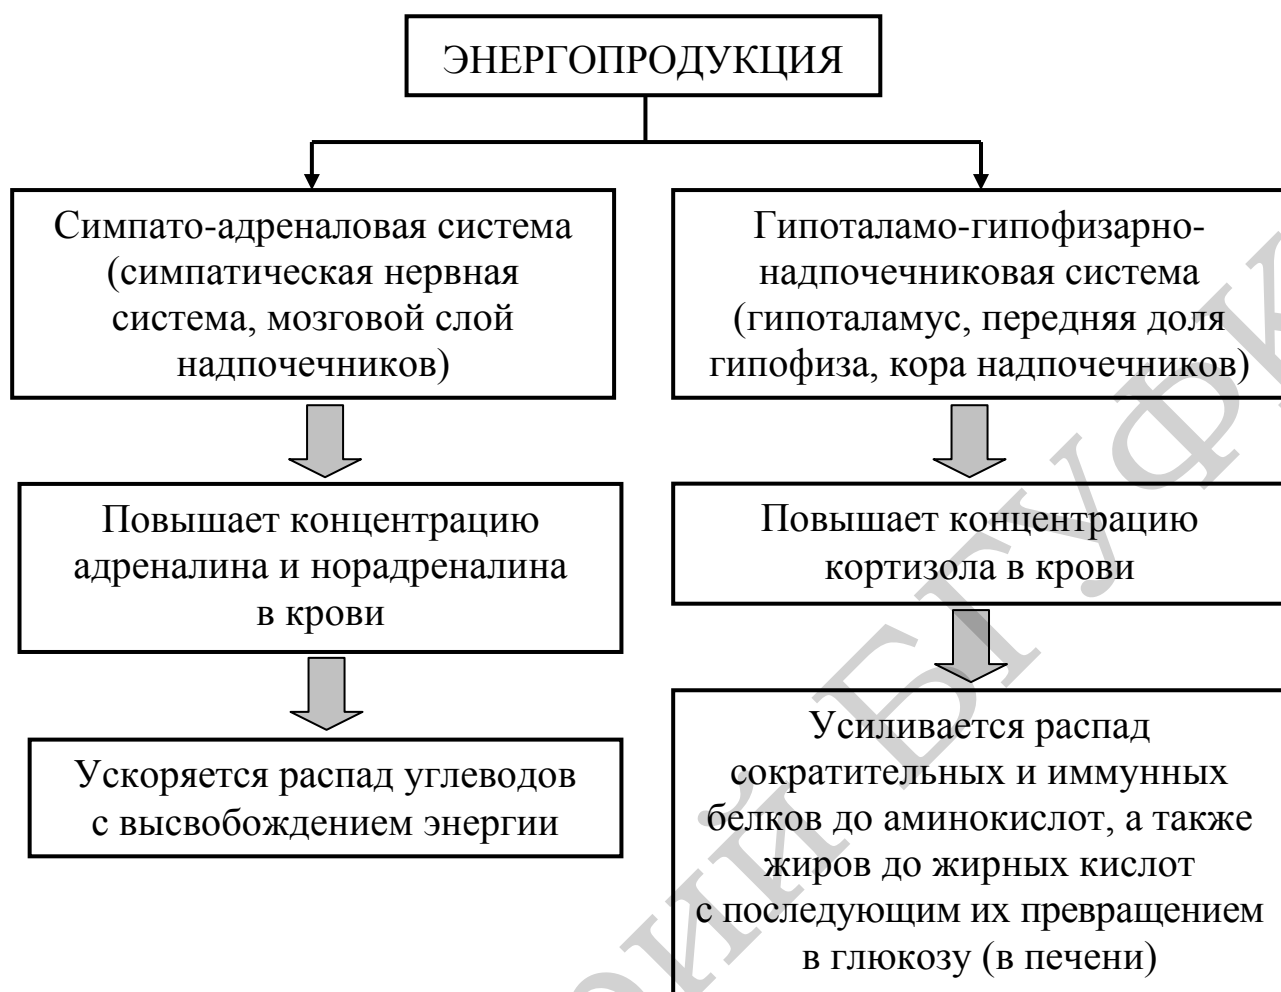 ЭНЕРГОПРОДУКЦИЯ
Симпато-адреналовая система
(симпатическая нервная
система, мозговой слой
надпочечников)
Повышает концентрацию
адреналина и норадреналина
в крови
Ускоряется распад углеводов
с высвобождением энергии
Гипоталамо-гипофизарно-
надпочечниковая система
(гипоталамус, передняя доля
гипофиза, кора надпочечников)
Повышает концентрацию
кортизола в крови
Усиливается распад
сократительных и иммунных
белков до аминокислот, а также
жиров до жирных кислот
с последующим их превращением
в глюкозу (в печени)
БГУФК